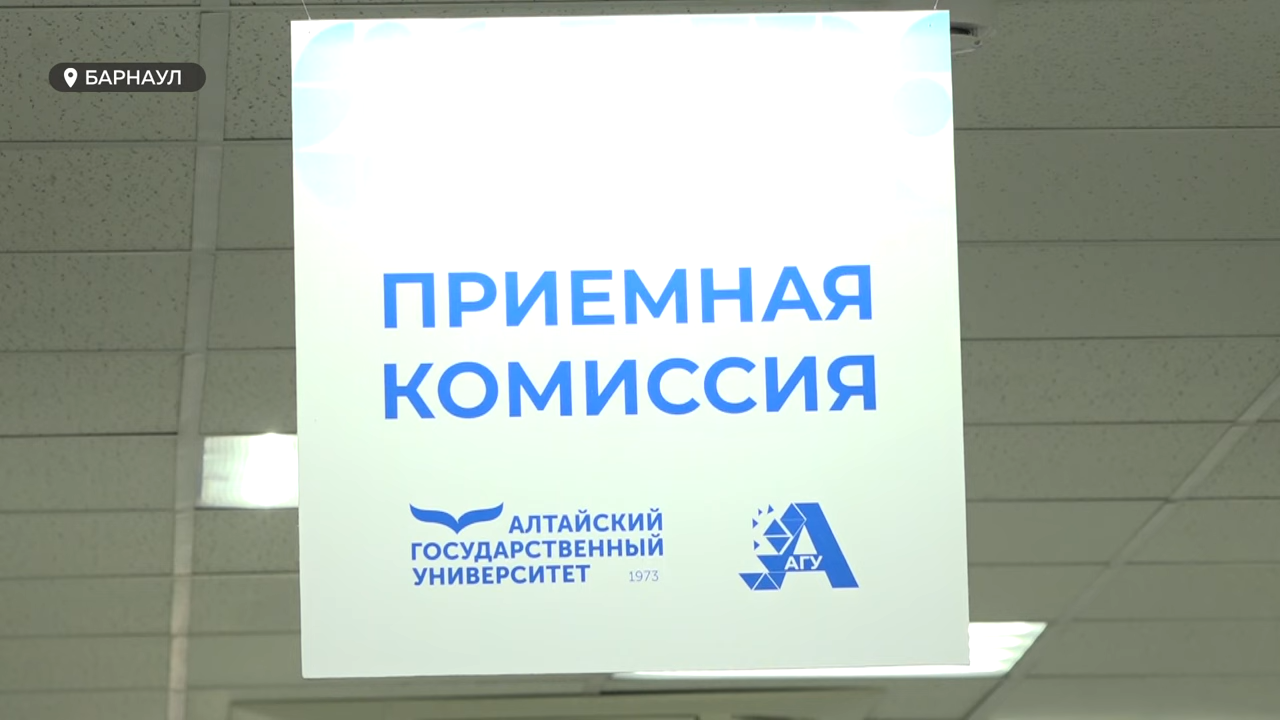 БАРНАУЛ
ПРИЕМНАЯ
КОМИССИЯ
АЛТАЙСКИЙ
ГОСУДАРСТВЕННЫЙ
УНИВЕРСИТЕТ 1973
АГУ